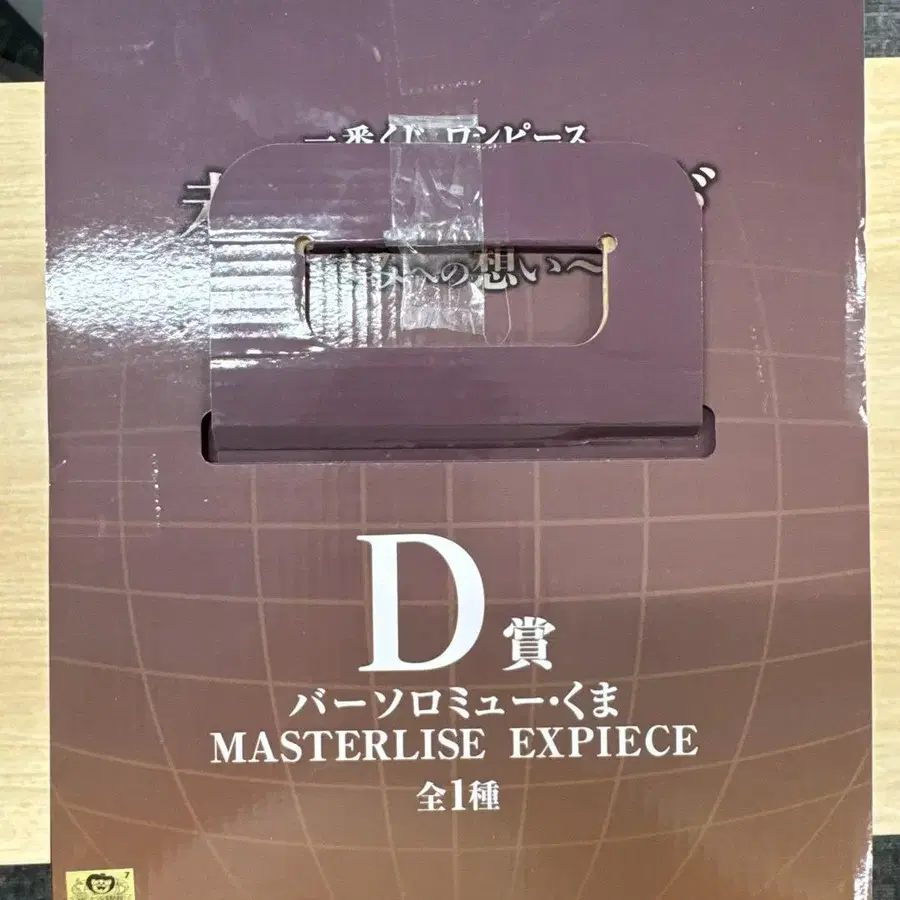 一番くじ ワンピース
への想い～
D賞
バーソロミュー・くま
MASTERLISE EXPIECE
全1種
7